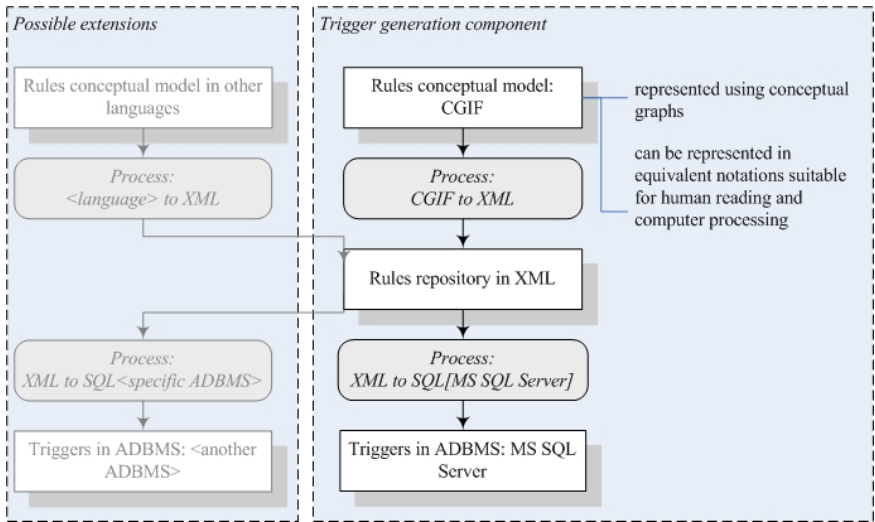 Possible extensions
Rules conceptual model in other
languages
Process:
<language> to XML
Process:
XML to SQL<specific ADBMS>
Triggers in ADBMS: <another
ADBMS>
Trigger generation component
Rules conceptual model:
CGIF
represented using conceptual
graphs
can be represented in
equivalent notations suitable
for human reading and
computer processing
Process:
CGIF to XML
Rules repository in XML
Process:
XML to SQL[MS SQL Server]
Triggers in ADBMS: MS SQL
Server